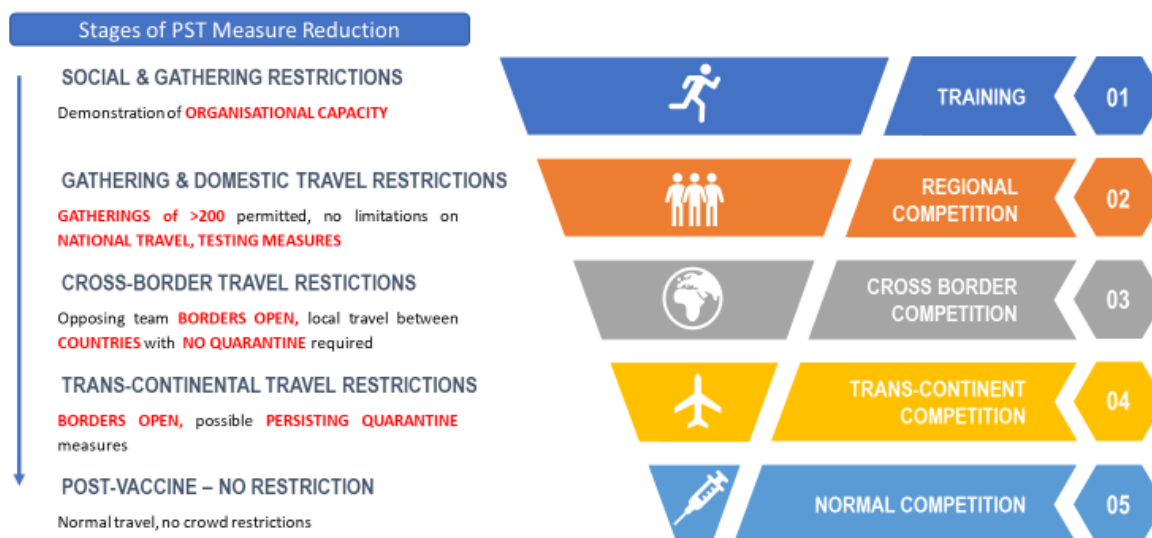 Stages of PST Measure Reduction
SOCIAL & GATHERING RESTRICTIONS
Demonstration of ORGANISATIONAL CAPACITY
TRAINING
01
GATHERING & DOMESTIC TRAVEL RESTRICTIONS
GATHERINGS of >200 permitted, no limitations on
NATIONAL TRAVEL, TESTING MEASURES
REGIONAL
COMPETITION
02
CROSS-BORDER TRAVEL RESTICTIONS
Opposing team BORDERS OPEN, local travel between
COUNTRIES with NO QUARANTINE required
CROSS BORDER
COMPETITION
03
TRANS-CONTINENTAL TRAVEL RESTRICTIONS
BORDERS OPEN, possible PERSISTING QUARANTINE
measures
TRANS-CONTINENT
COMPETITION
04
POST-VACCINE – NO RESTRICTION
Normal travel, no crowd restrictions
NORMAL COMPETITION
05